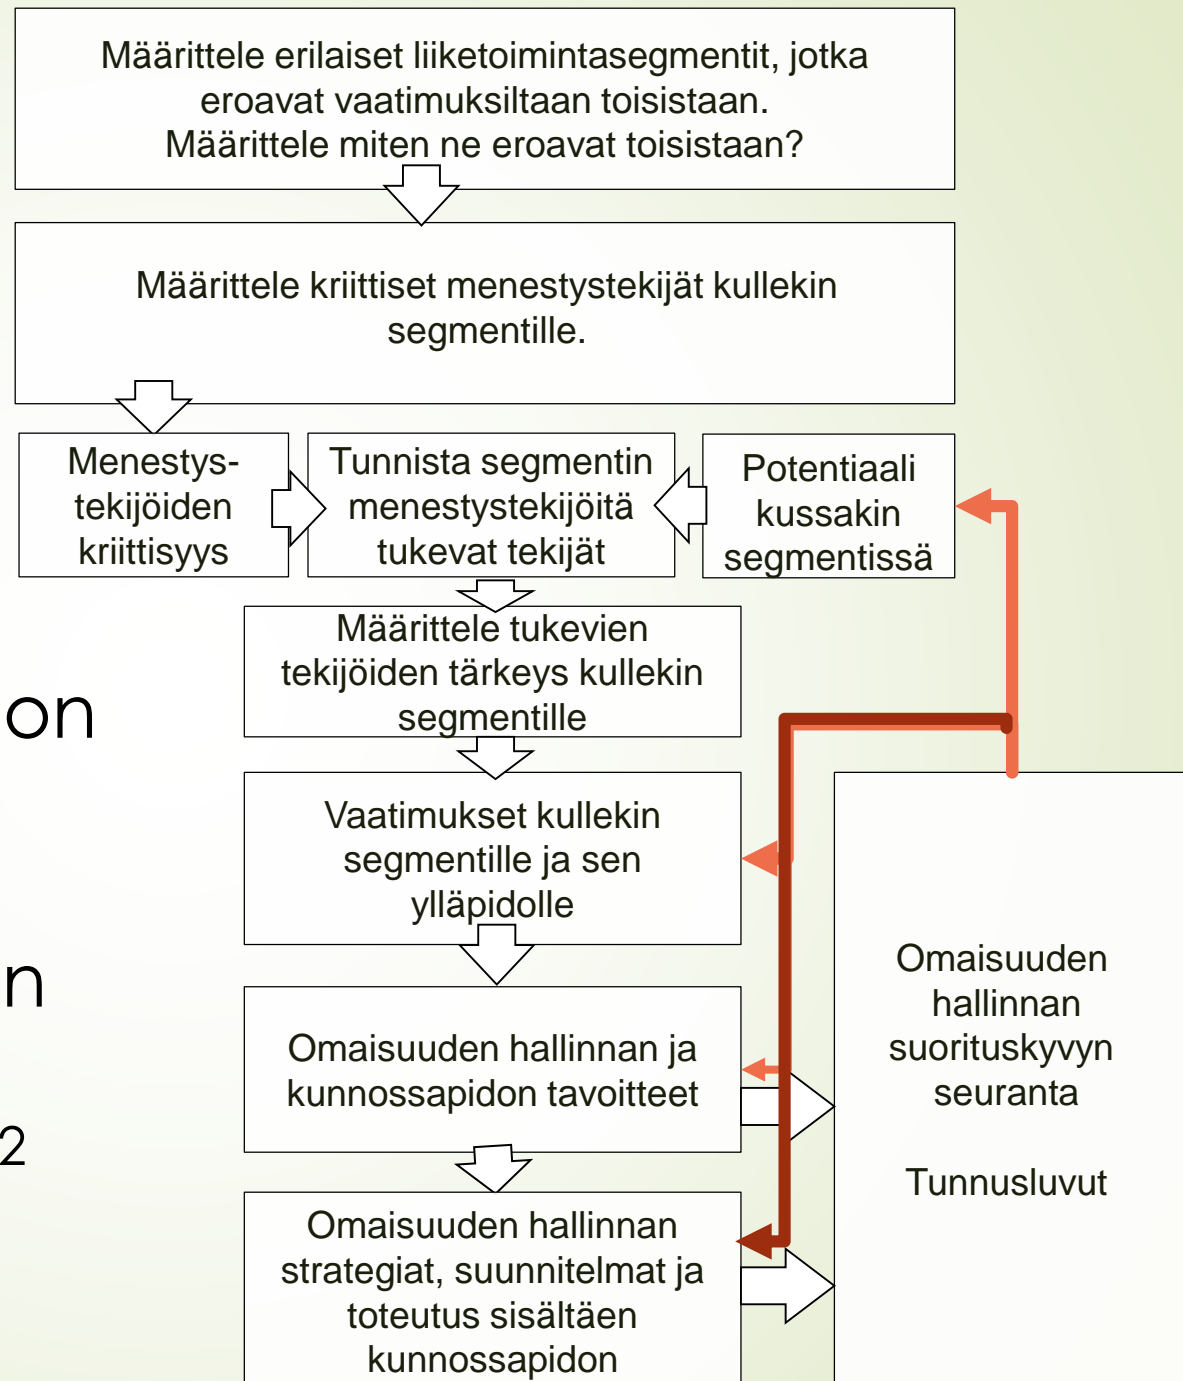 Määrittele erilaiset liiketoimintasegmentit, jotka
eroavat vaatimuksiltaan toisistaan.
Määrittele miten ne eroavat toisistaan?
Määrittele kriittiset menestystekijät kullekin
segmentille.
Menestys-
tekijöiden
kriittisyys
Tunnista segmentin
menestystekijöitä
tukevat tekijät
Potentiaali
kussakin
segmentissä
Määrittele tukevien
tekijöiden tärkeys kullekin
segmentille
on
Vaatimukset kullekin
segmentille ja sen
ylläpidolle
n
Omaisuuden hallinnan ja
kunnossapidon tavoitteet
2
Omaisuuden
hallinnan
suorituskyvyn
seuranta
Tunnusluvut
Omaisuuden hallinnan
strategiat, suunnitelmat ja
toteutus sisältäen
kunnossapidon